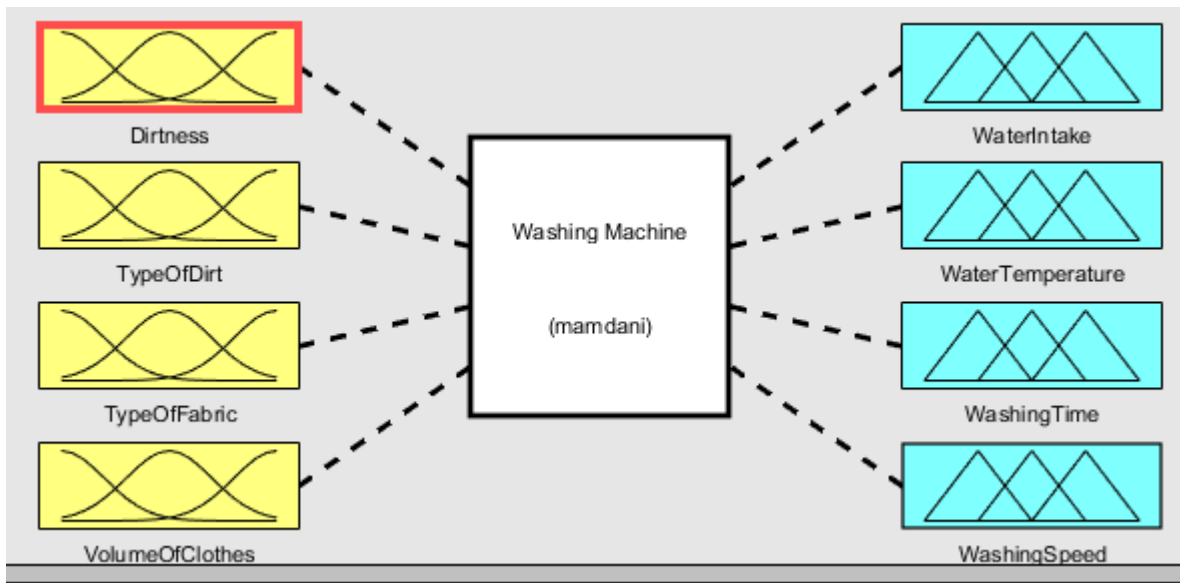 Dirtness
TypeOfDirt
TypeOfFabric
VolumeOfClothes
Washing Machine
(mamdani)
WaterIntake
WaterTemperature
WashingTime
WashingSpeed